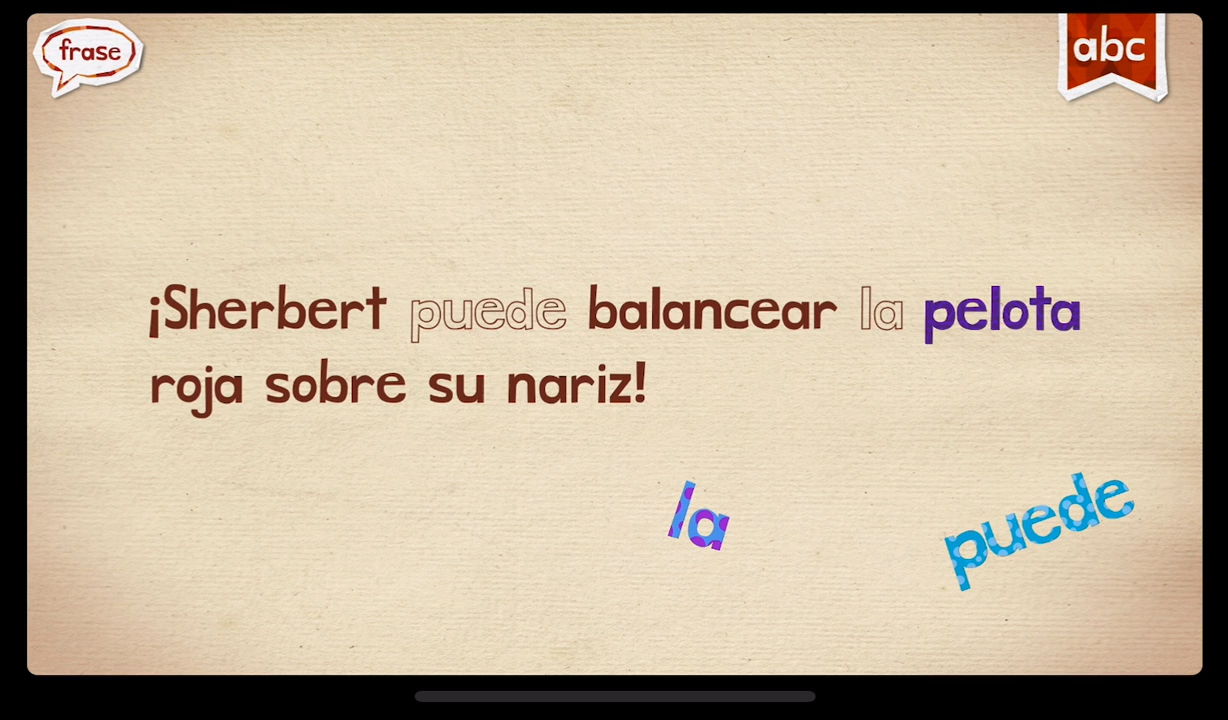 frase
abc
¡Sherbert puede balancear la pelota
roja sobre su nariz!
la
puede